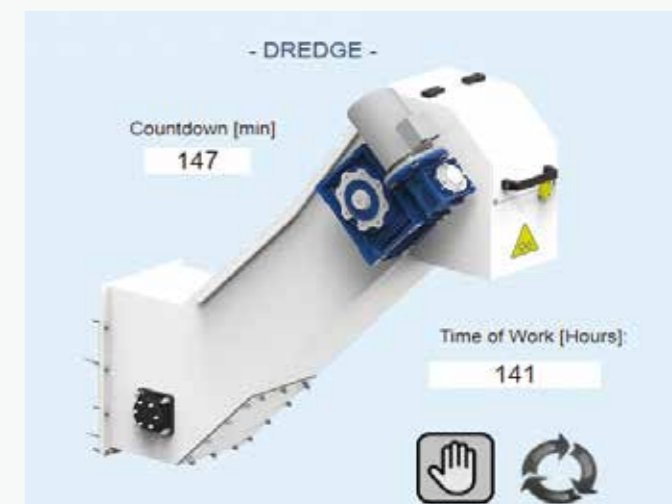 - DREDGE -
Countdown [min]
147
Time of Work [Hours]:
141